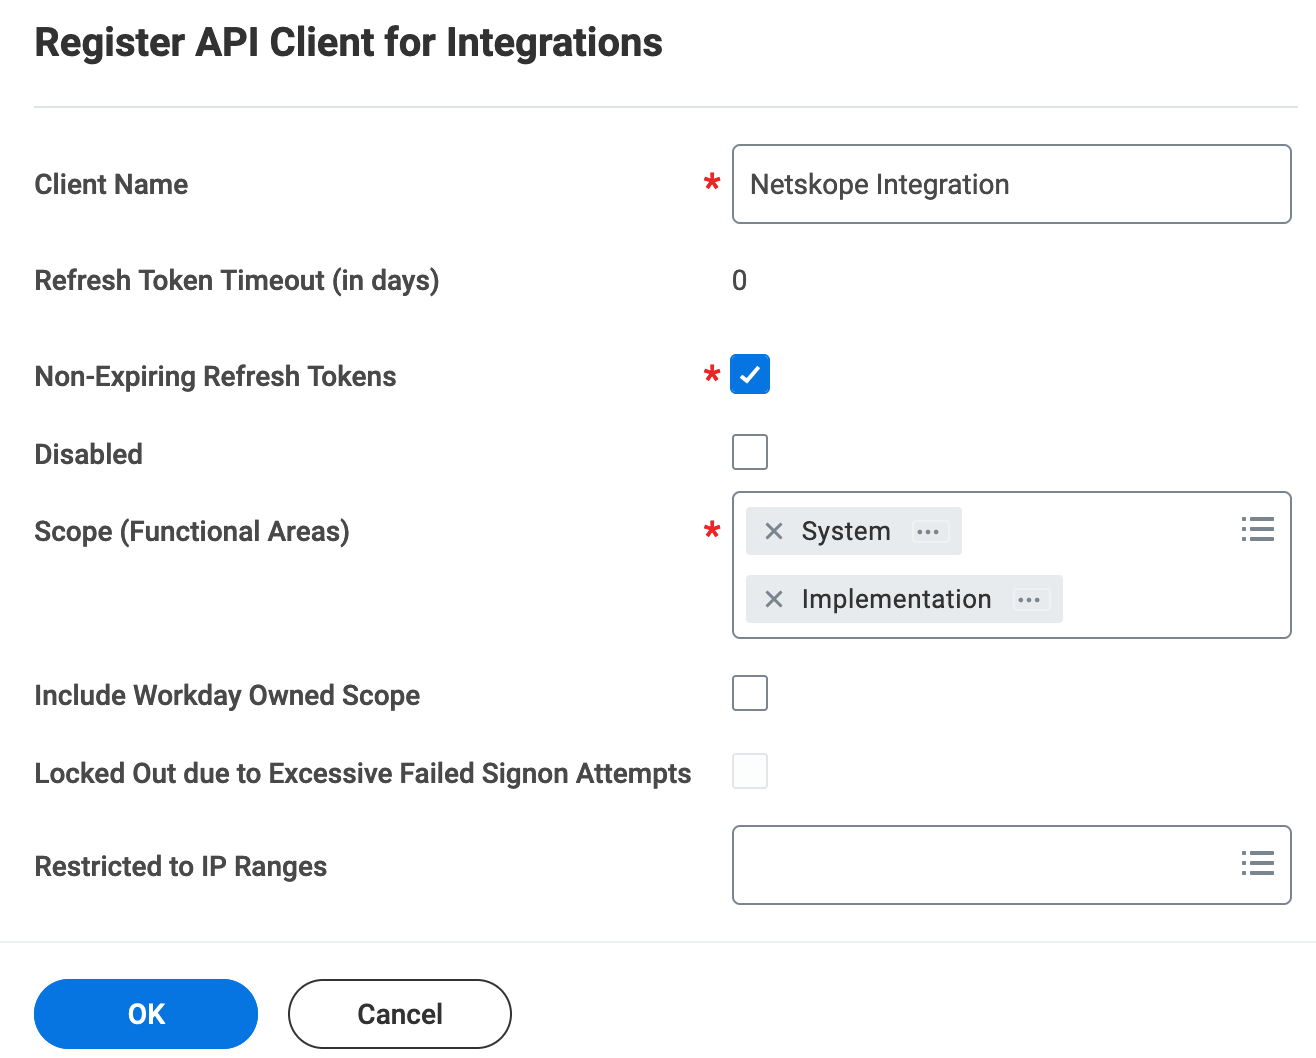 Register API Client for Integrations
Client Name * Netskope Integration
Refresh Token Timeout (in days) 0
Non-Expiring Refresh Tokens *
Disabled
Scope (Functional Areas) * System
Implementation
Include Workday Owned Scope
Locked Out due to Excessive Failed Signon Attempts
Restricted to IP Ranges
OK Cancel